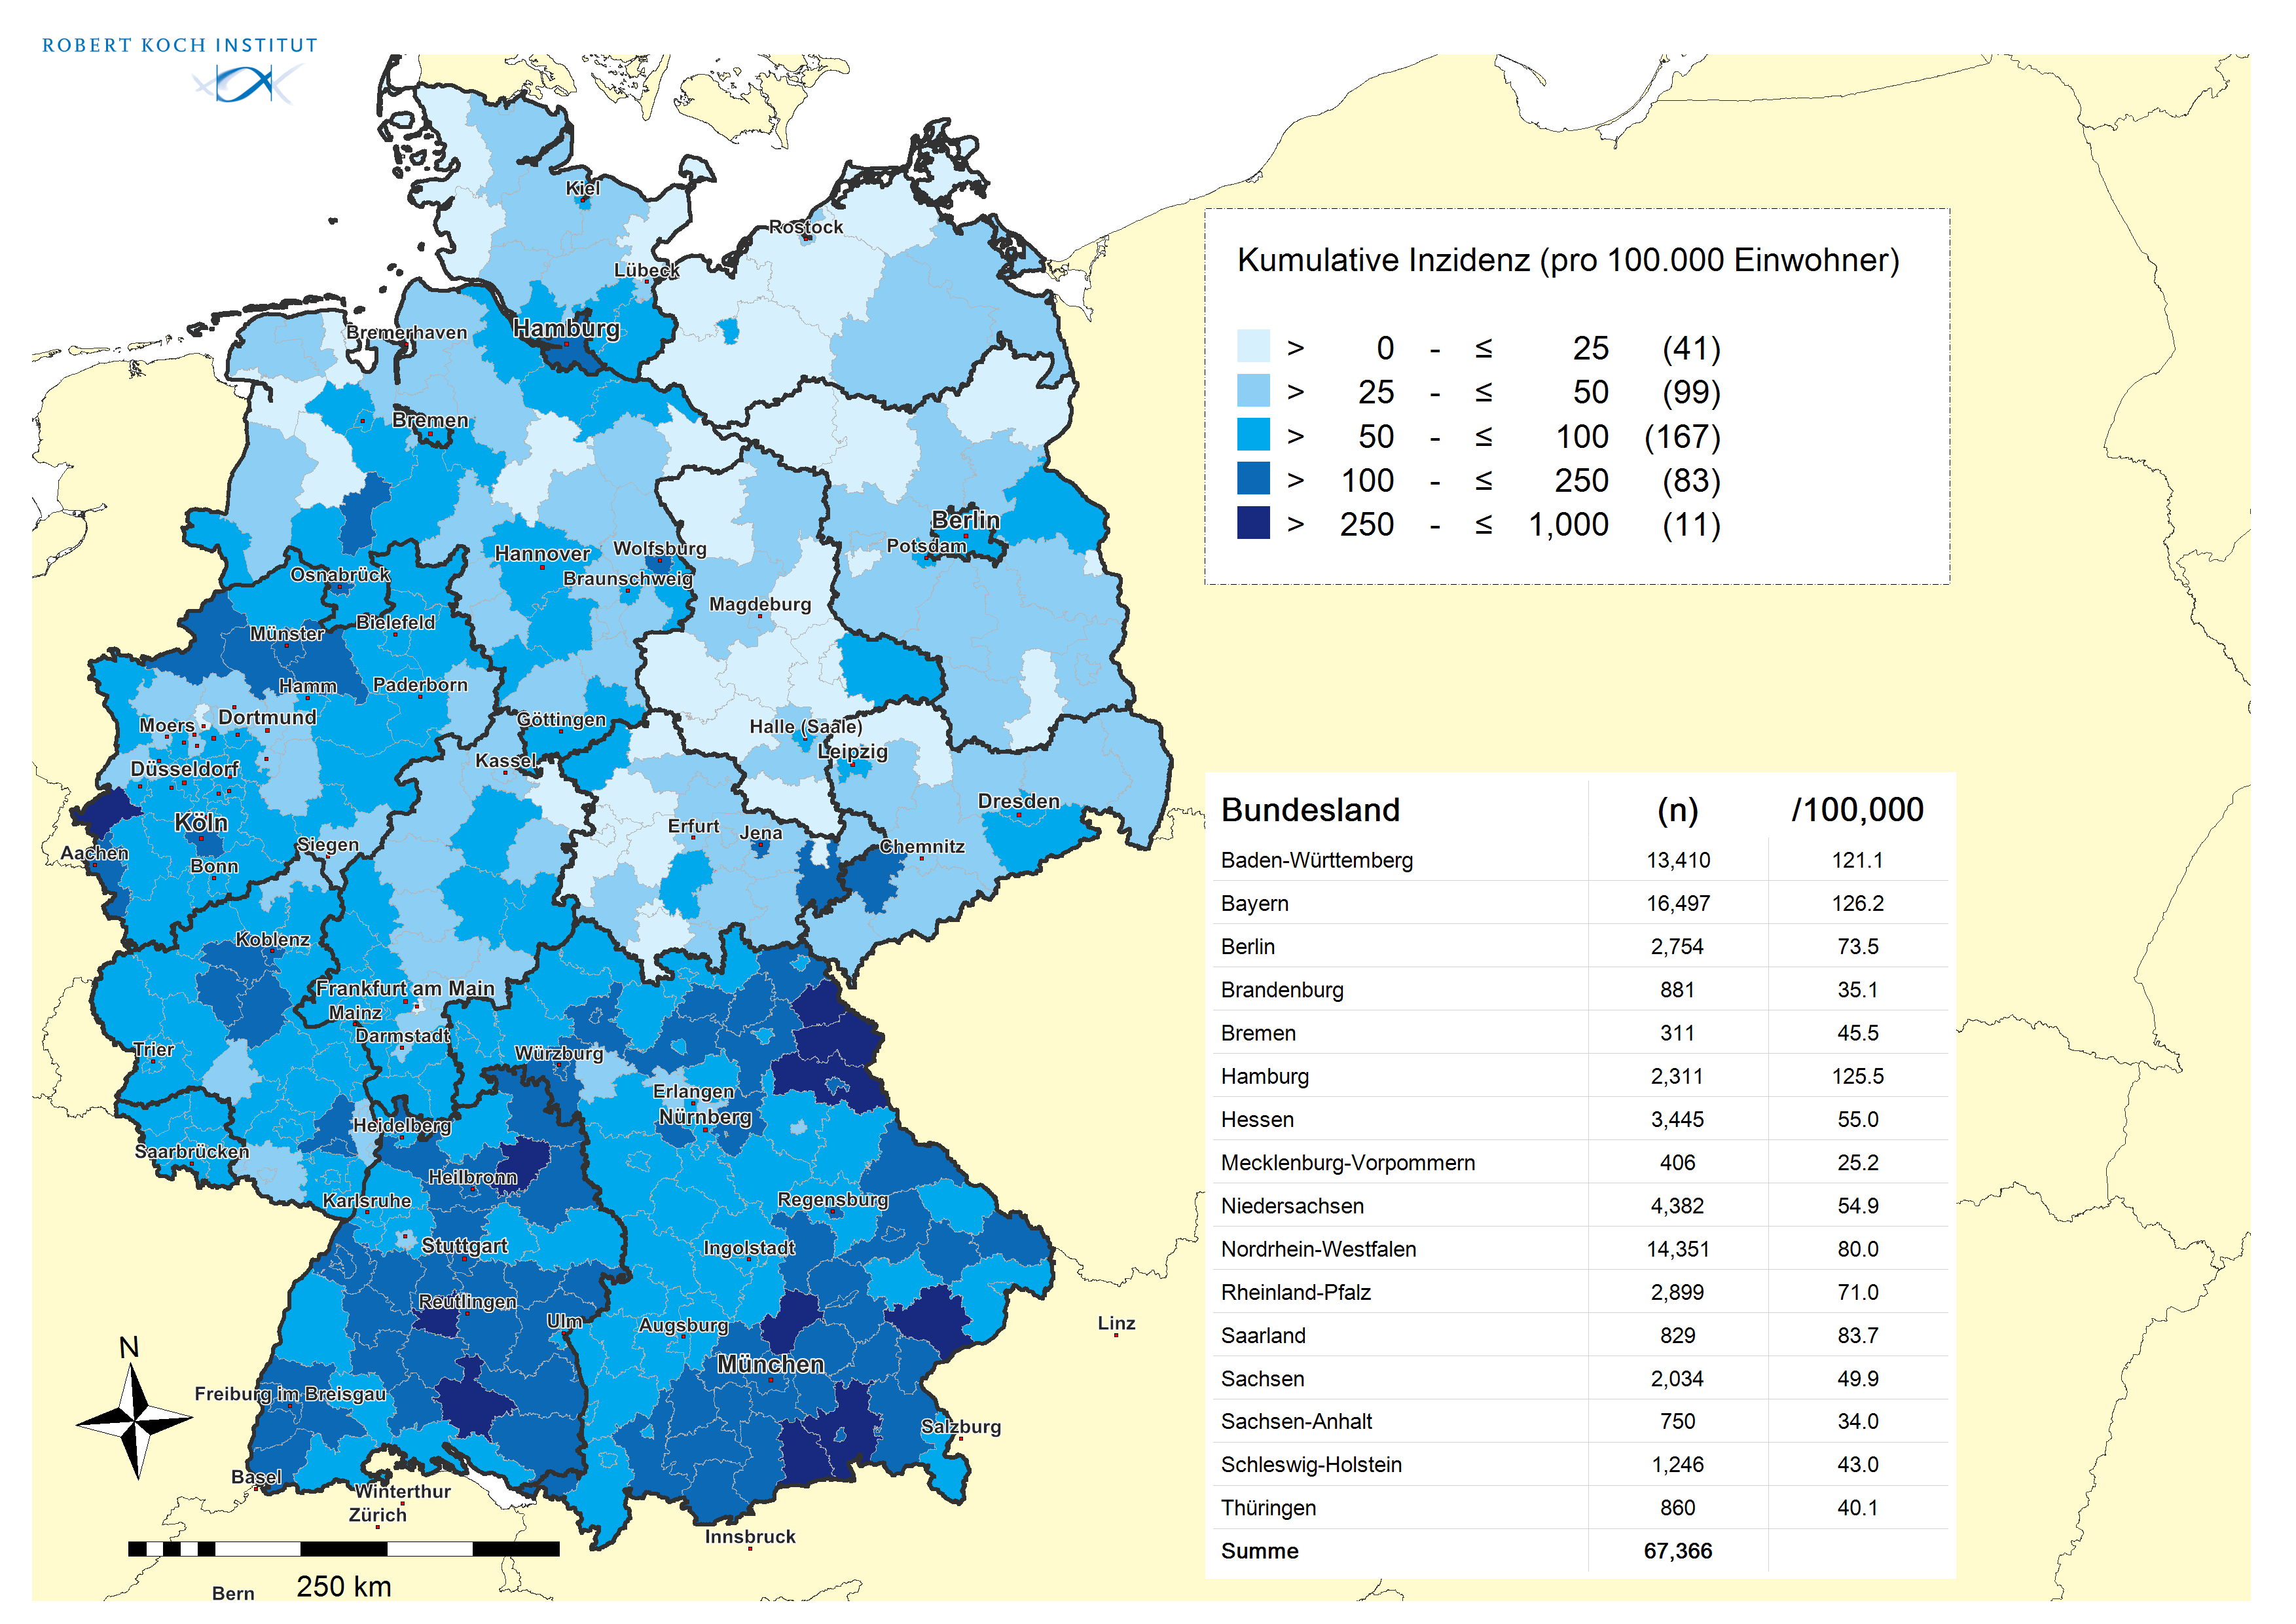 ROBERT KOCH INSTITUT
Kiel
Rostock
Lübeck
Hamburg
Bremerhaven
Bremen
Berlin
Potsdam
Hannover
Wolfsburg
Braunschweig
Osnabrück
Magdeburg
Bielefeld
Münster
Hamm
Paderborn
Göttingen
Moers
Dortmund
Halle (Saale)
Leipzig
Kassel
Düsseldorf
Dresden
Köln
Erfurt
Jena
Chemnitz
Siegen
Aachen
Bonn
Koblenz
Frankfurt am Main
Mainz
Darmstadt
Trier
Würzburg
Erlangen
Nürnberg
Heidelberg
Saarbrücken
Heilbronn
Karlsruhe
Regensburg
Stuttgart
Ingolstadt
Reutlingen
Ulm
Augsburg
Linz
München
Freiburg im Breisgau
Salzburg
Basel
Winterthur
Zürich
Innsbruck
Bern
N
250 km
Kumulative Inzidenz (pro 100.000 Einwohner)
> 0 - ≤ 25 (41)
> 25 - ≤ 50 (99)
> 50 - ≤ 100 (167)
> 100 - ≤ 250 (83)
> 250 - ≤ 1,000 (11)
Bundesland (n) /100,000
Baden-Württemberg 13,410 121.1
Bayern 16,497 126.2
Berlin 2,754 73.5
Brandenburg 881 35.1
Bremen 311 45.5
Hamburg 2,311 125.5
Hessen 3,445 55.0
Mecklenburg-Vorpommern 406 25.2
Niedersachsen 4,382 54.9
Nordrhein-Westfalen 14,351 80.0
Rheinland-Pfalz 2,899 71.0
Saarland 829 83.7
Sachsen 2,034 49.9
Sachsen-Anhalt 750 34.0
Schleswig-Holstein 1,246 43.0
Thüringen 860 40.1
Summe 67,366